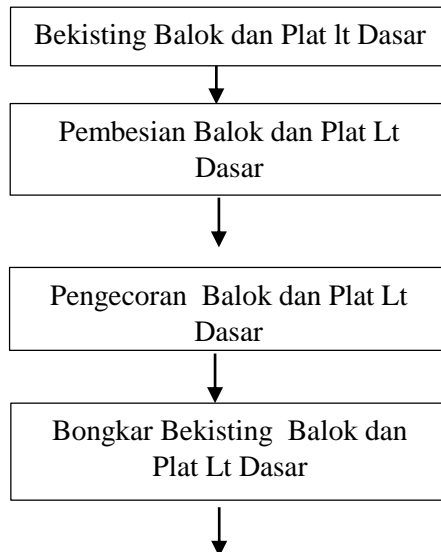 Bekisting Balok dan Plat lt Dasar
Pembesian Balok dan Plat Lt
Dasar
Pengecoran Balok dan Plat Lt
Dasar
Bongkar Bekisting Balok dan
Plat Lt Dasar